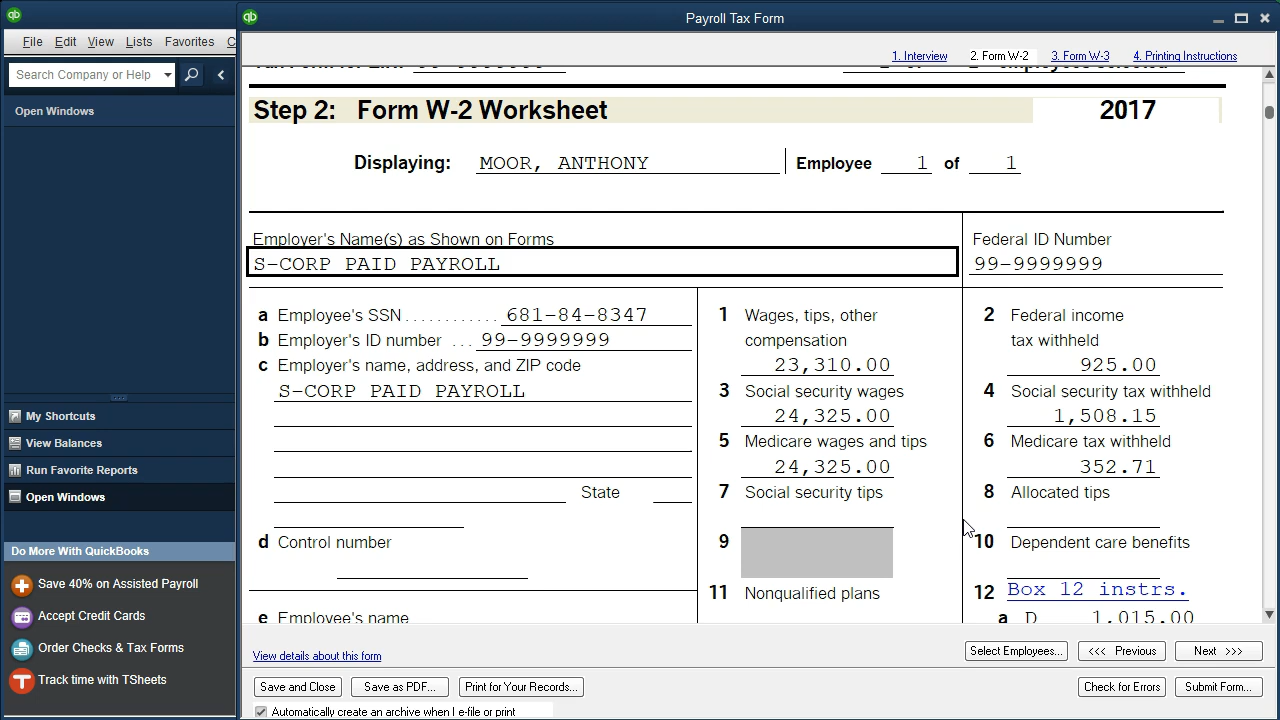 Payroll Tax Form
File Edit View Lists Favorites C
1. Interview 2. Form W-2 3. Form W-3 4. Printing Instructions
Search Company or Help
Open Windows
Step 2: Form W-2 Worksheet 2017
Displaying: MOOR, ANTHONY Employee 1 of 1
Employer's Name(s) as Shown on Forms Federal ID Number
S-CORP PAID PAYROLL 99-9999999
a Employee's SSN............ 681-84-8347
b Employer's ID number ... 99-9999999
c Employer's name, address, and ZIP code
S-CORP PAID PAYROLL
State
d Control number
e Employee's name
1 Wages, tips, other
compensation
23,310.00
2 Federal income
tax withheld
925.00
3 Social security wages
24,325.00
4 Social security tax withheld
1,508.15
5 Medicare wages and tips
24,325.00
6 Medicare tax withheld
352.71
7 Social security tips
8 Allocated tips
9
10 Dependent care benefits
11 Nonqualified plans
12 Box 12 instrs.
a D 1,015.00
My Shortcuts
View Balances
Run Favorite Reports
Open Windows
Do More With QuickBooks
Save 40% on Assisted Payroll
Accept Credit Cards
Order Checks & Tax Forms
Track time with TSheets
View details about this form
Select Employees... <<< Previous Next >>>
Save and Close Save as PDF... Print for Your Records... Check for Errors Submit Form...
Automatically create an archive when I e-file or print